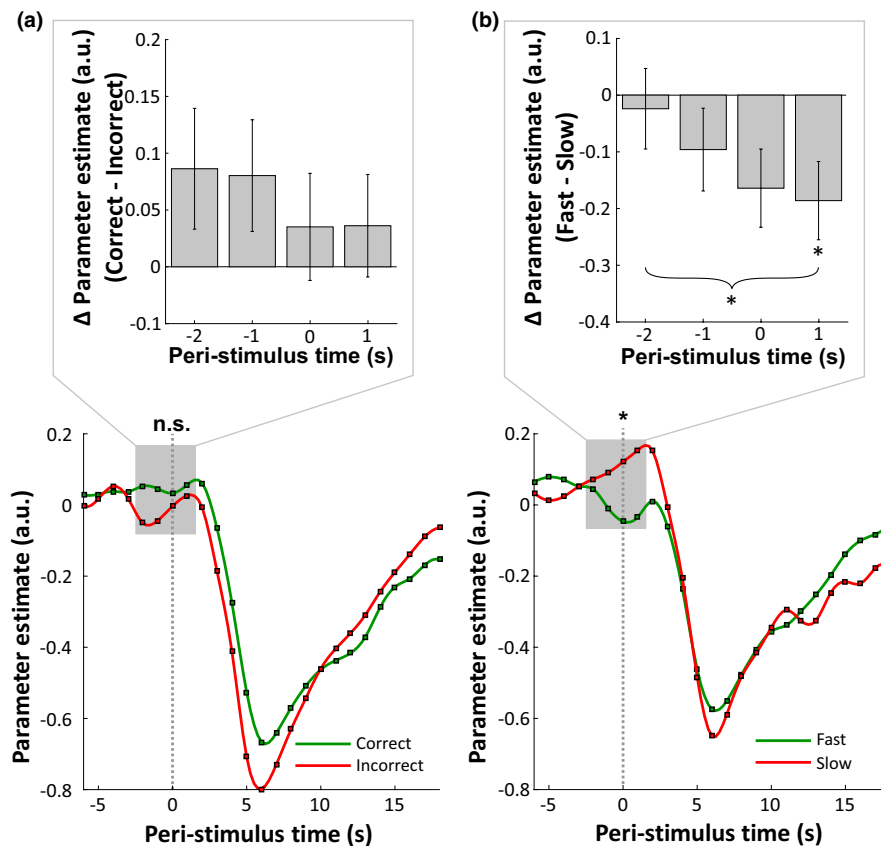 (a)
Δ Parameter estimate (a.u.)
(Correct - Incorrect)
0.2
0.15
0.1
0.05
0
-0.1
-2 -1 0 1
Peri-stimulus time (s)
n.s.
Parameter estimate (a.u.)
0.2
0
-0.2
-0.4
-0.6
-0.8
Correct
Incorrect
-5 0 5 10 15
Peri-stimulus time (s)
(b)
Δ Parameter estimate (a.u.)
(Fast - Slow)
0.1
0
-0.1
-0.2
-0.3
-0.4
*
*
-2 -1 0 1
Peri-stimulus time (s)
*
Parameter estimate (a.u.)
0.2
0
-0.2
-0.4
-0.6
-0.8
Fast
Slow
-5 0 5 10 15
Peri-stimulus time (s)